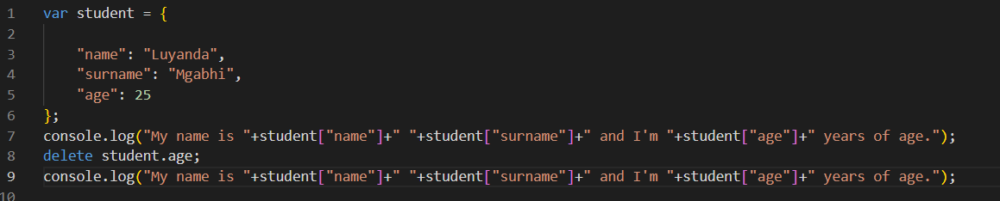 1 var student = {
2
3 "name": "Luyanda",
4 "surname": "Mgabhi",
5 "age": 25
6 };
7 console.log("My name is "+student["name"]+" "+student["surname"]+" and I'm "+student["age"]+" years of age.");
8 delete student.age;
9 console.log("My name is "+student["name"]+" "+student["surname"]+" and I'm "+student["age"]+" years of age.");
10